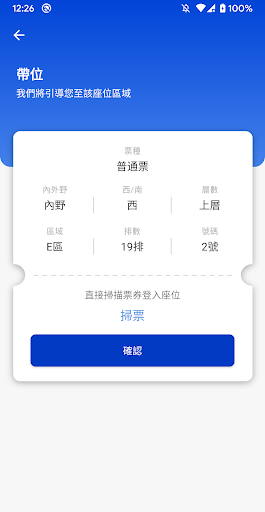 12:26
100%
帶位
我們將引導您至該座位區域
票種
普通票
內外野 西/南 層數
內野 西 上層
區域 排數 號碼
E區 19排 2號
直接掃描票券登入座位
掃票
確認